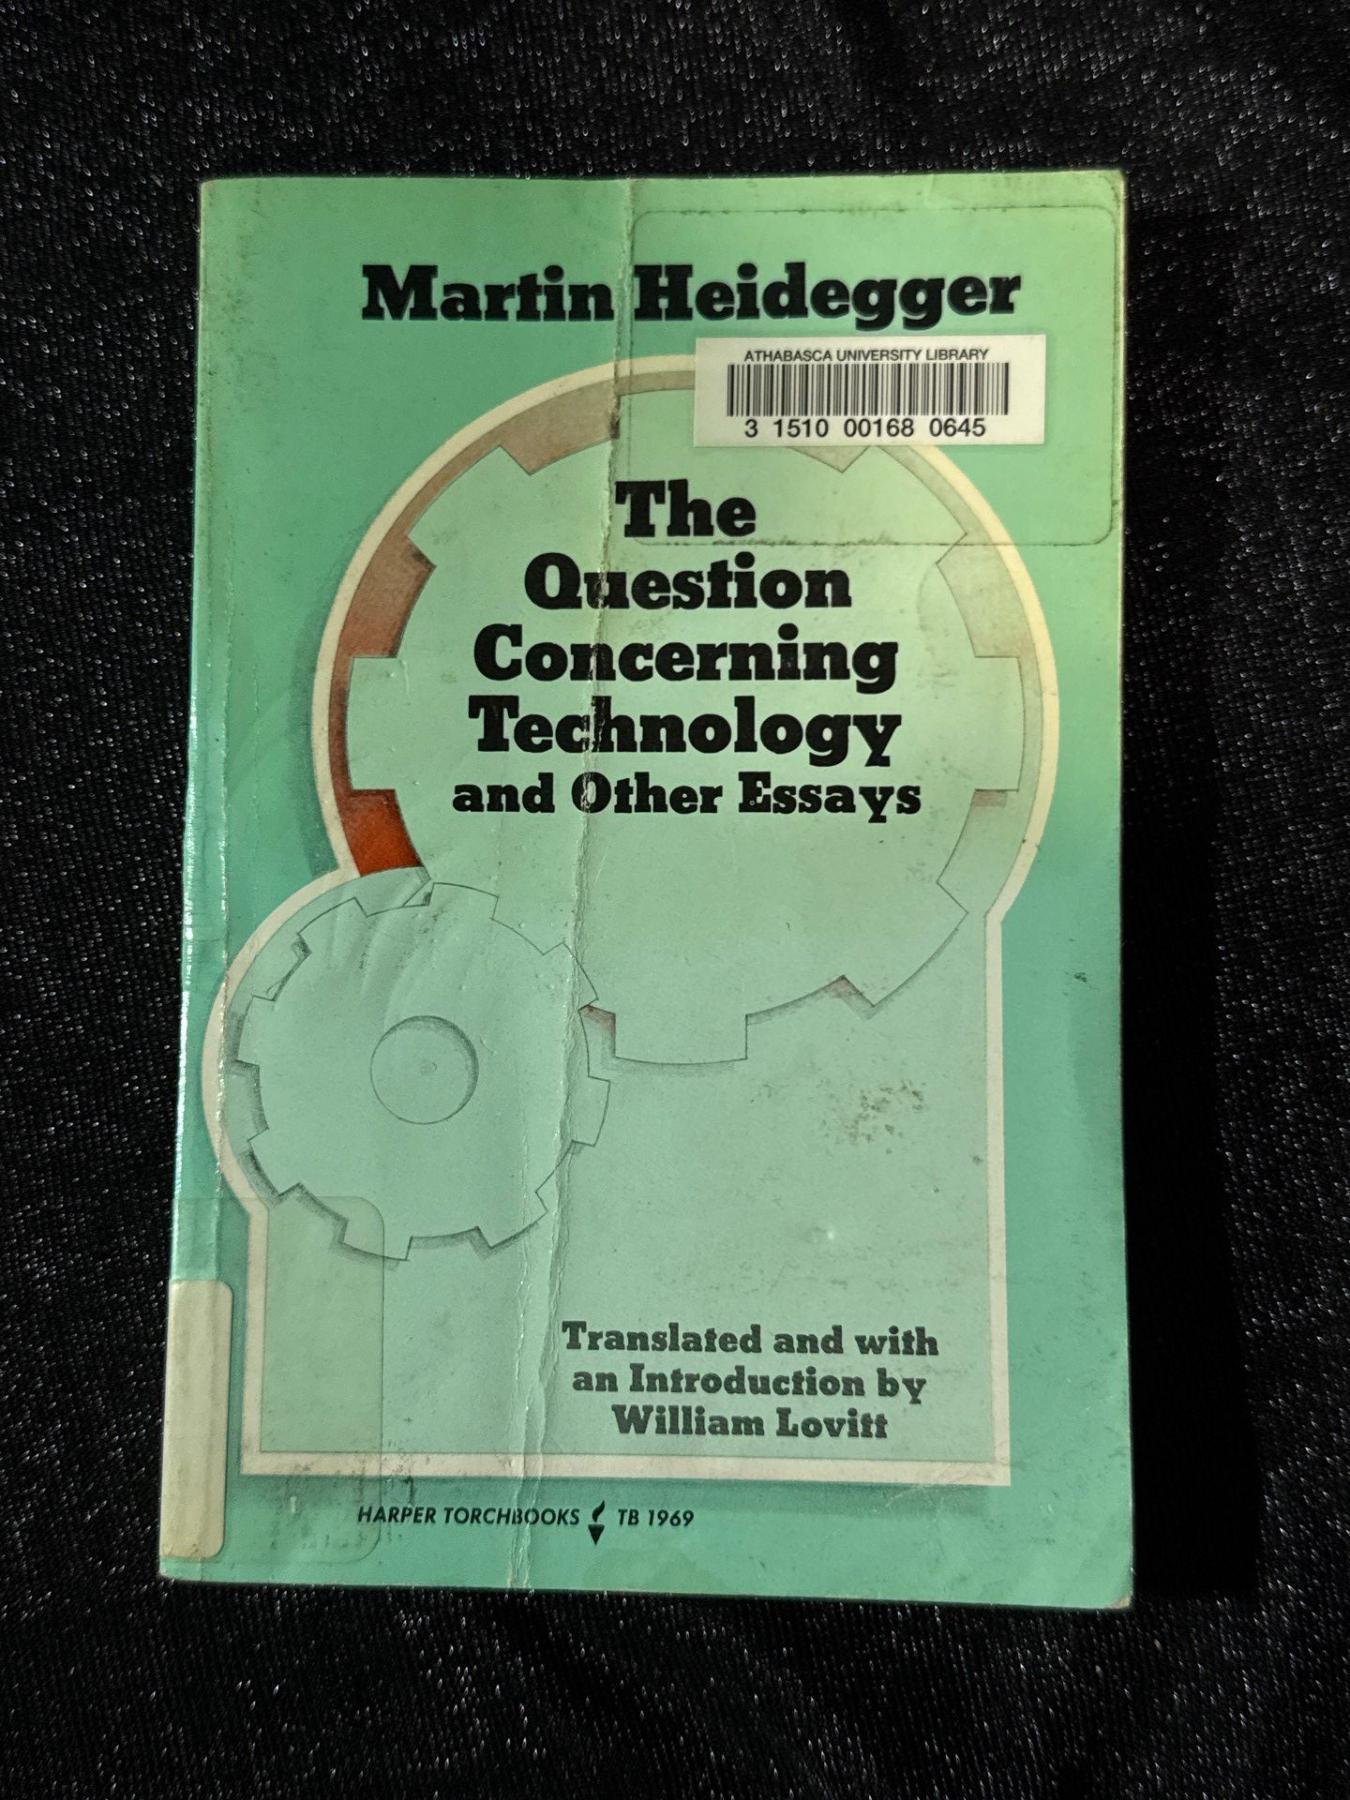 Martin Heidegger
ATHABASCA UNIVERSITY LIBRARY
3 1510 00168 0645
The
Question
Concerning
Technology
and Other Essays
Translated and with
an Introduction by
William Lovitt
HARPER TORCHBOOKS TB 1969